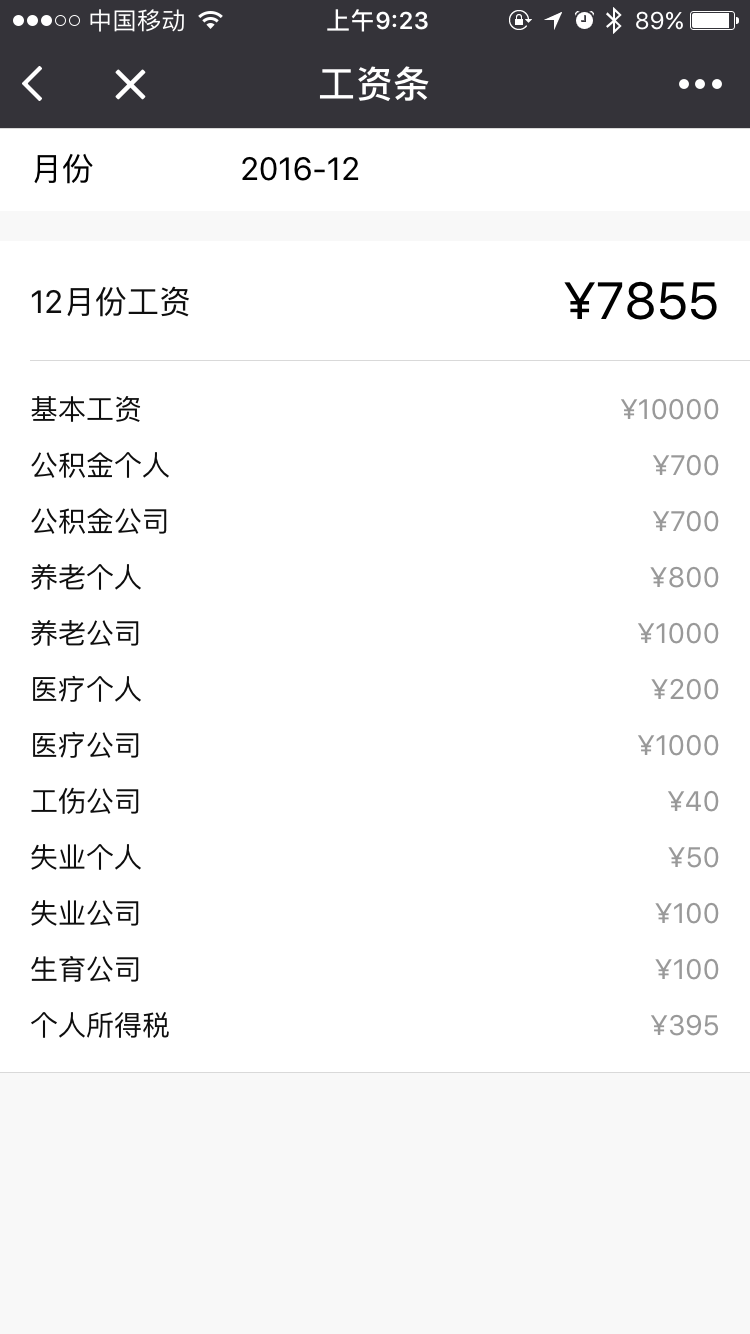 中国移动 上午9:23 89%
工资条
月份 2016-12
12月份工资 ¥7855
基本工资 ¥10000
公积金个人 ¥700
公积金公司 ¥700
养老个人 ¥800
养老公司 ¥1000
医疗个人 ¥200
医疗公司 ¥1000
工伤公司 ¥40
失业个人 ¥50
失业公司 ¥100
生育公司 ¥100
个人所得税 ¥395